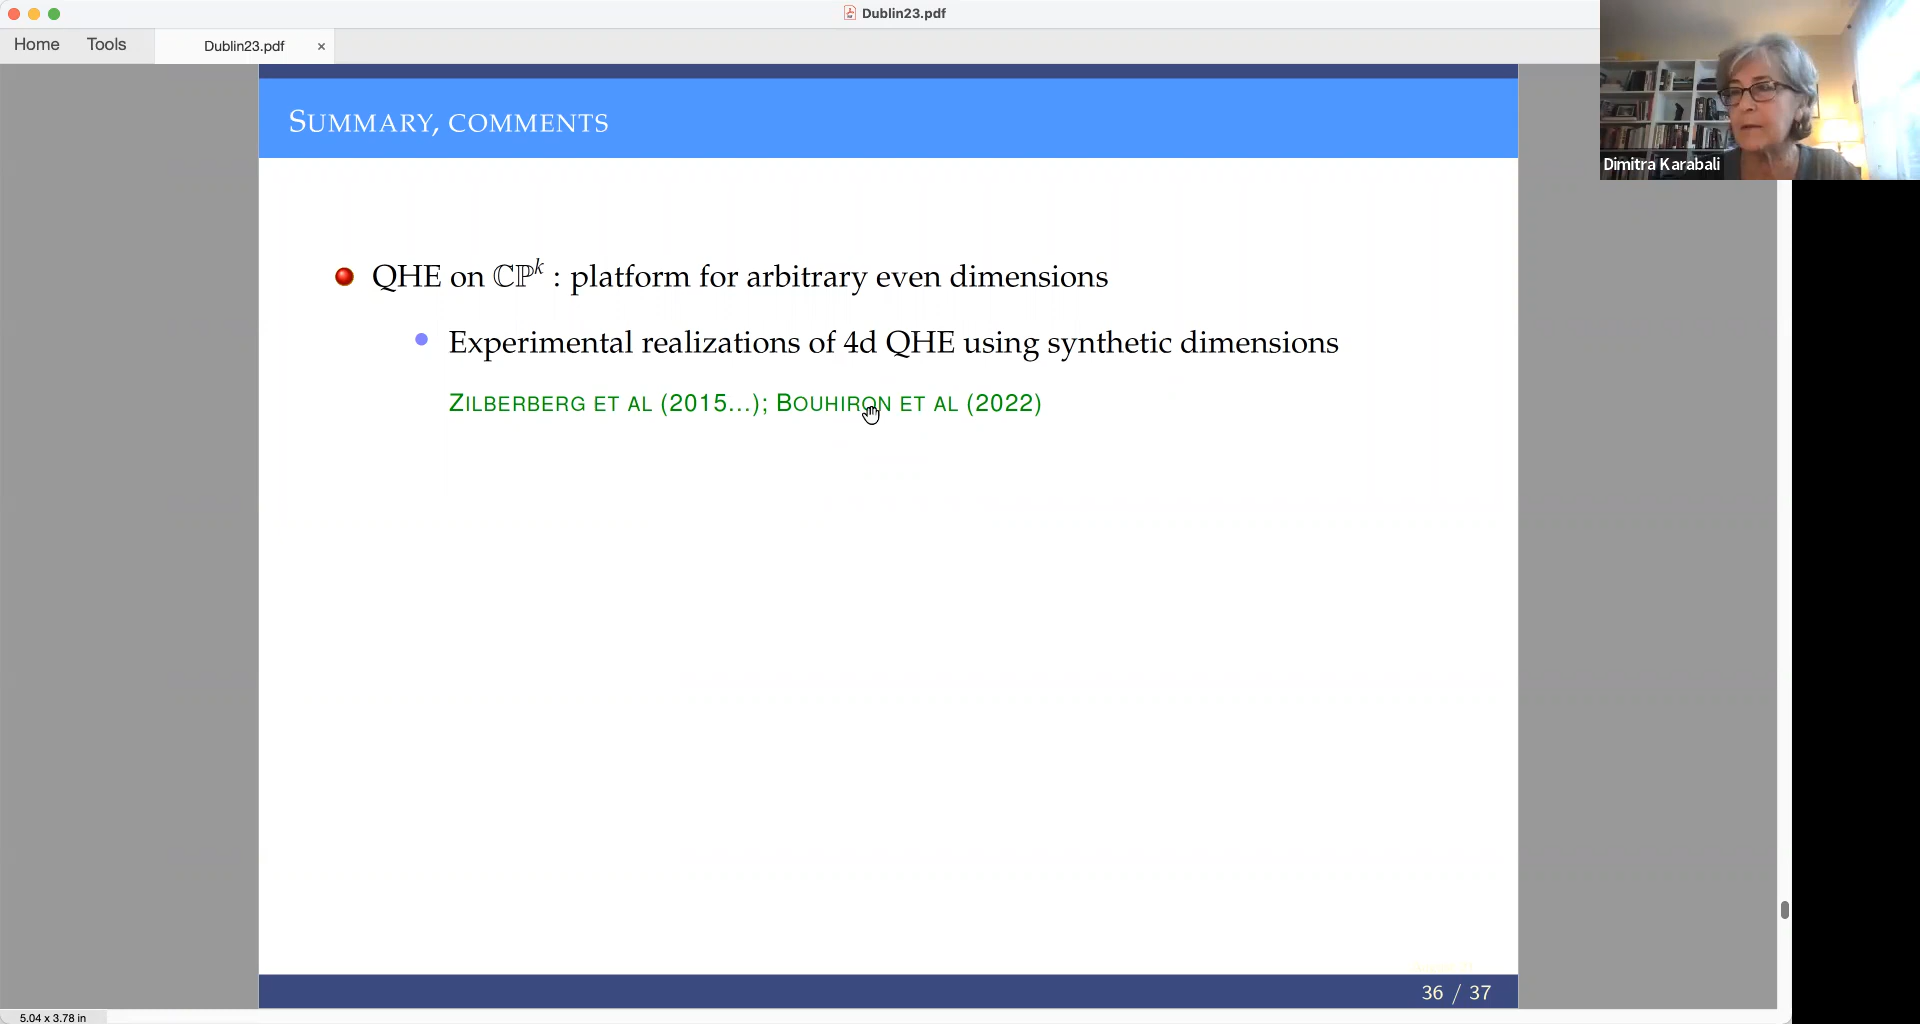 Dublin23.pdf
Home Tools Dublin23.pdf ×
SUMMARY, COMMENTS
Dimitra Karabali
QHE on ℂℙᵏ : platform for arbitrary even dimensions
Experimental realizations of 4d QHE using synthetic dimensions
ZILBERBERG ET AL (2015...); BOUHIRON ET AL (2022)
36 / 37
5.04 x 3.78 in